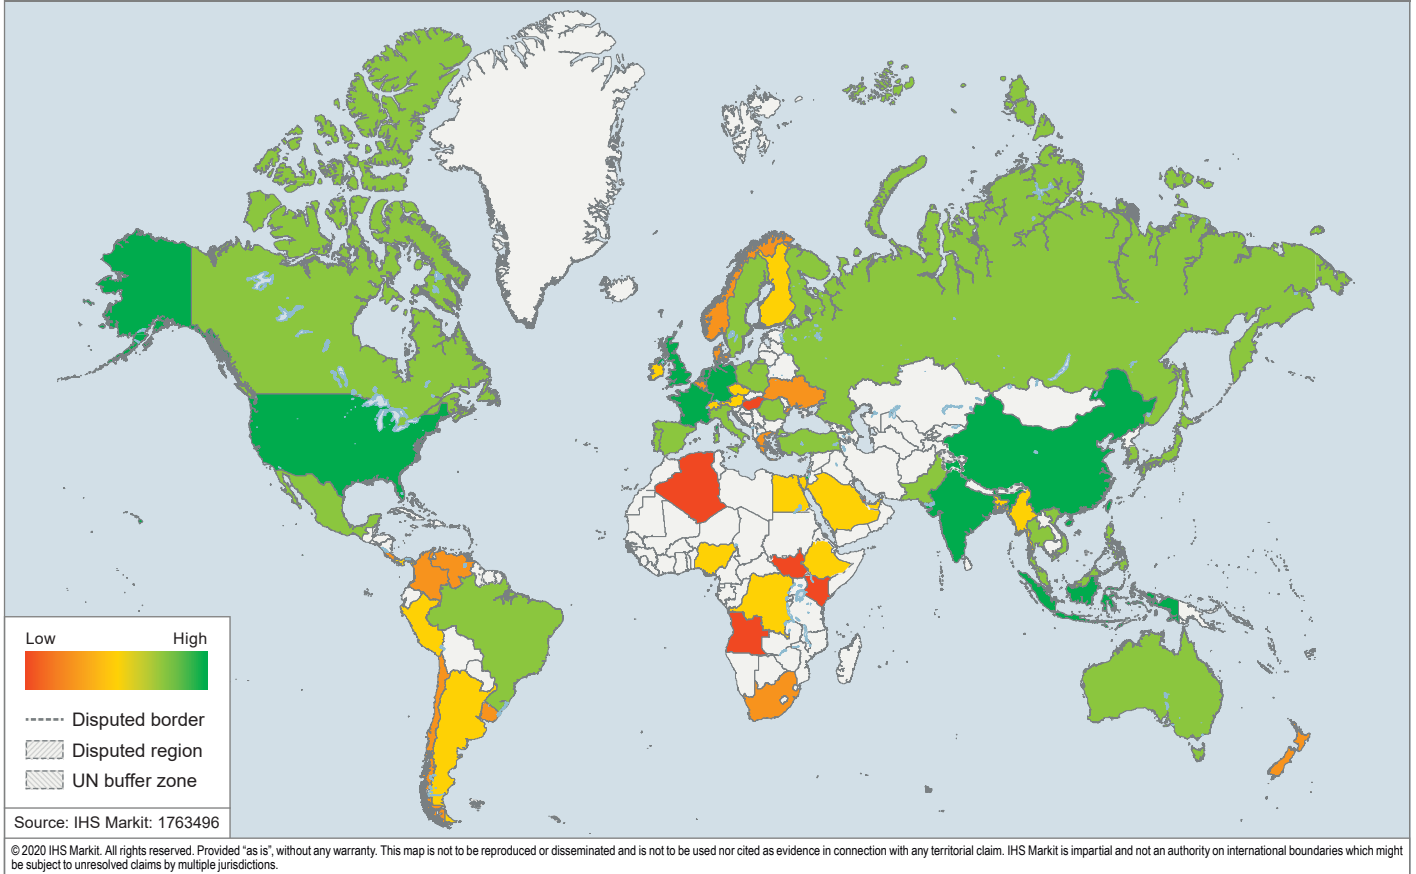 Low High
Disputed border
Disputed region
UN buffer zone
Source: IHS Markit: 1763496
© 2020 IHS Markit. All rights reserved. Provided “as is”, without any warranty. This map is not to be reproduced or disseminated and is not to be used nor cited as evidence in connection with any territorial claim. IHS Markit is impartial and not an authority on international boundaries which might
be subject to unresolved claims by multiple jurisdictions.